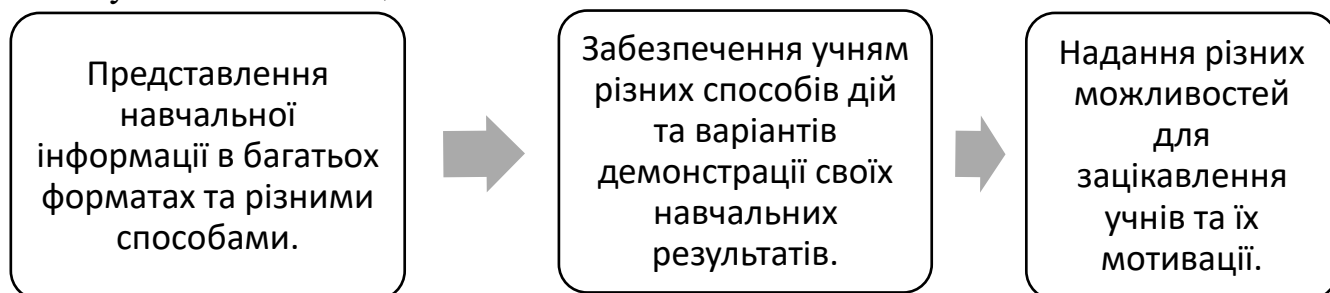 Представлення
навчальної
інформації в багатьох
форматах та різними
способами.
Забезпечення учням
різних способів дій
та варіантів
демонстрації своїх
навчальних
результатів.
Надання різних
можливостей
для
зацікавлення
учнів та їх
мотивації.